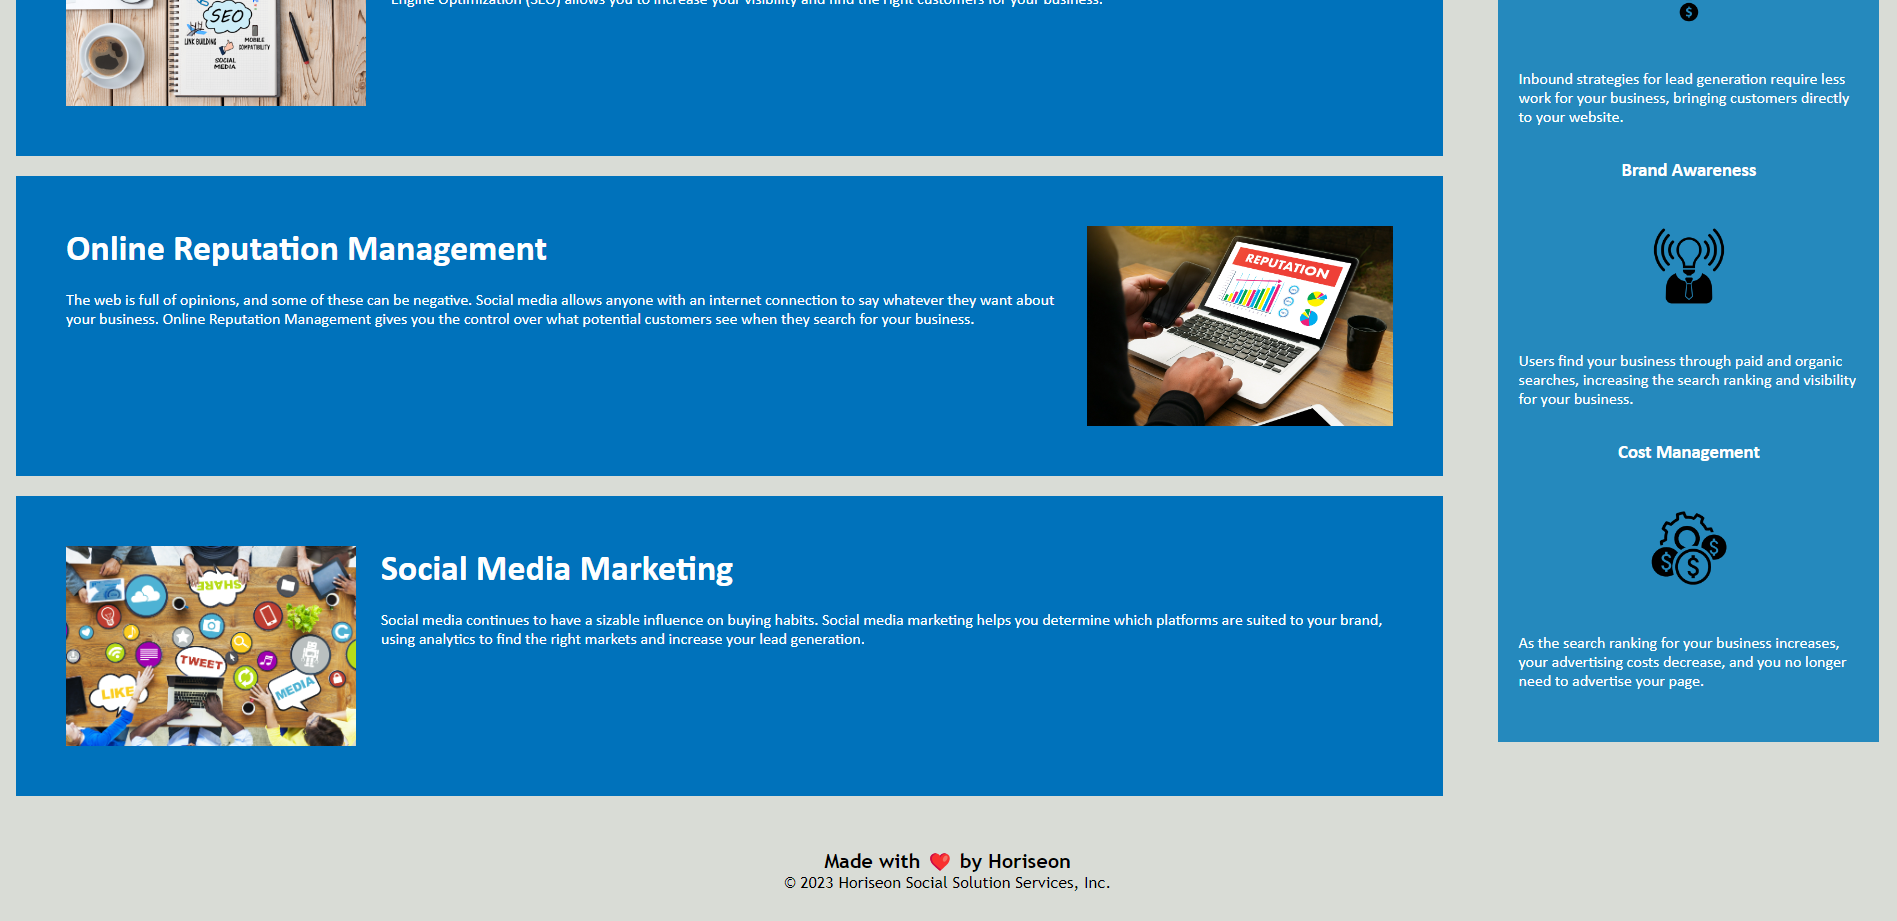 Engine Optimization (SEO) allows you to increase your visibility and find the right customers for your business.
SEO
LINK BUILDING
MOBILE
COMPATIBILITY
SOCIAL
MEDIA
Online Reputation Management
The web is full of opinions, and some of these can be negative. Social media allows anyone with an internet connection to say whatever they want about
your business. Online Reputation Management gives you the control over what potential customers see when they search for your business.
REPUTATION
SHARE
TWEET
LIKE
MEDIA
Social Media Marketing
Social media continues to have a sizable influence on buying habits. Social media marketing helps you determine which platforms are suited to your brand,
using analytics to find the right markets and increase your lead generation.
$
Inbound strategies for lead generation require less
work for your business, bringing customers directly
to your website.
Brand Awareness
Users find your business through paid and organic
searches, increasing the search ranking and visibility
for your business.
Cost Management
$ $ $
As the search ranking for your business increases,
your advertising costs decrease, and you no longer
need to advertise your page.
Made with ❤️ by Horiseon
© 2023 Horiseon Social Solution Services, Inc.